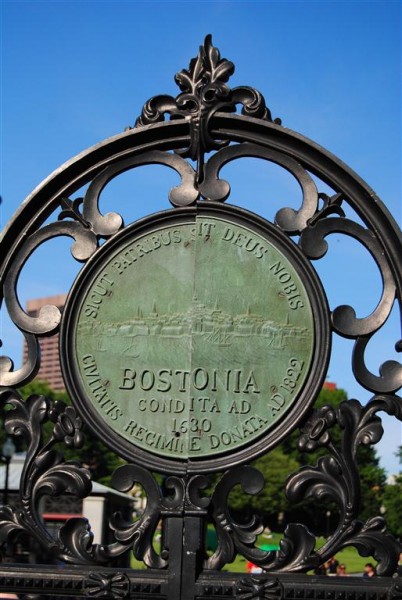 SICUT PATRIBUS SIT DEUS NOBIS
BOSTONIA
CONDITA AD
1630
CIVITATIS REGIMINE DONATA AD 1822